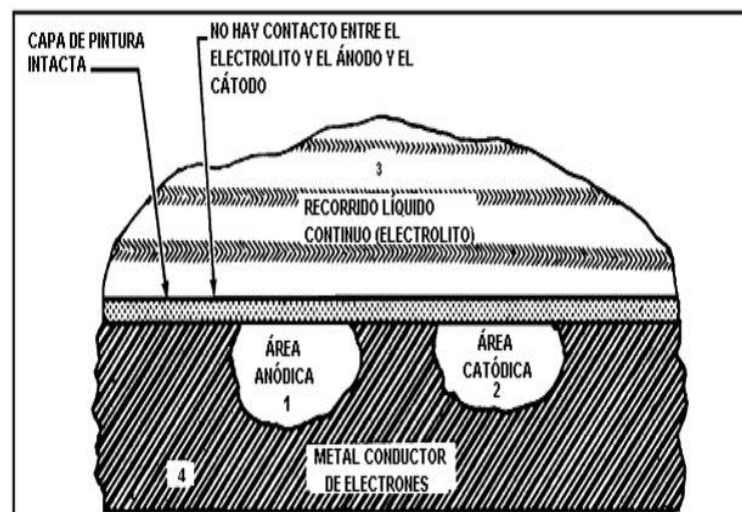 CAPA DE PINTURA
INTACTA
NO HAY CONTACTO ENTRE EL
ELECTROLITO Y EL ÁNODO Y EL
CÁTODO
3
RECORRIDO LÍQUIDO
CONTINUO (ELECTROLITO)
ÁREA
ANÓDICA
1
ÁREA
CATÓDICA
2
METAL CONDUCTOR
DE ELECTRONES
4